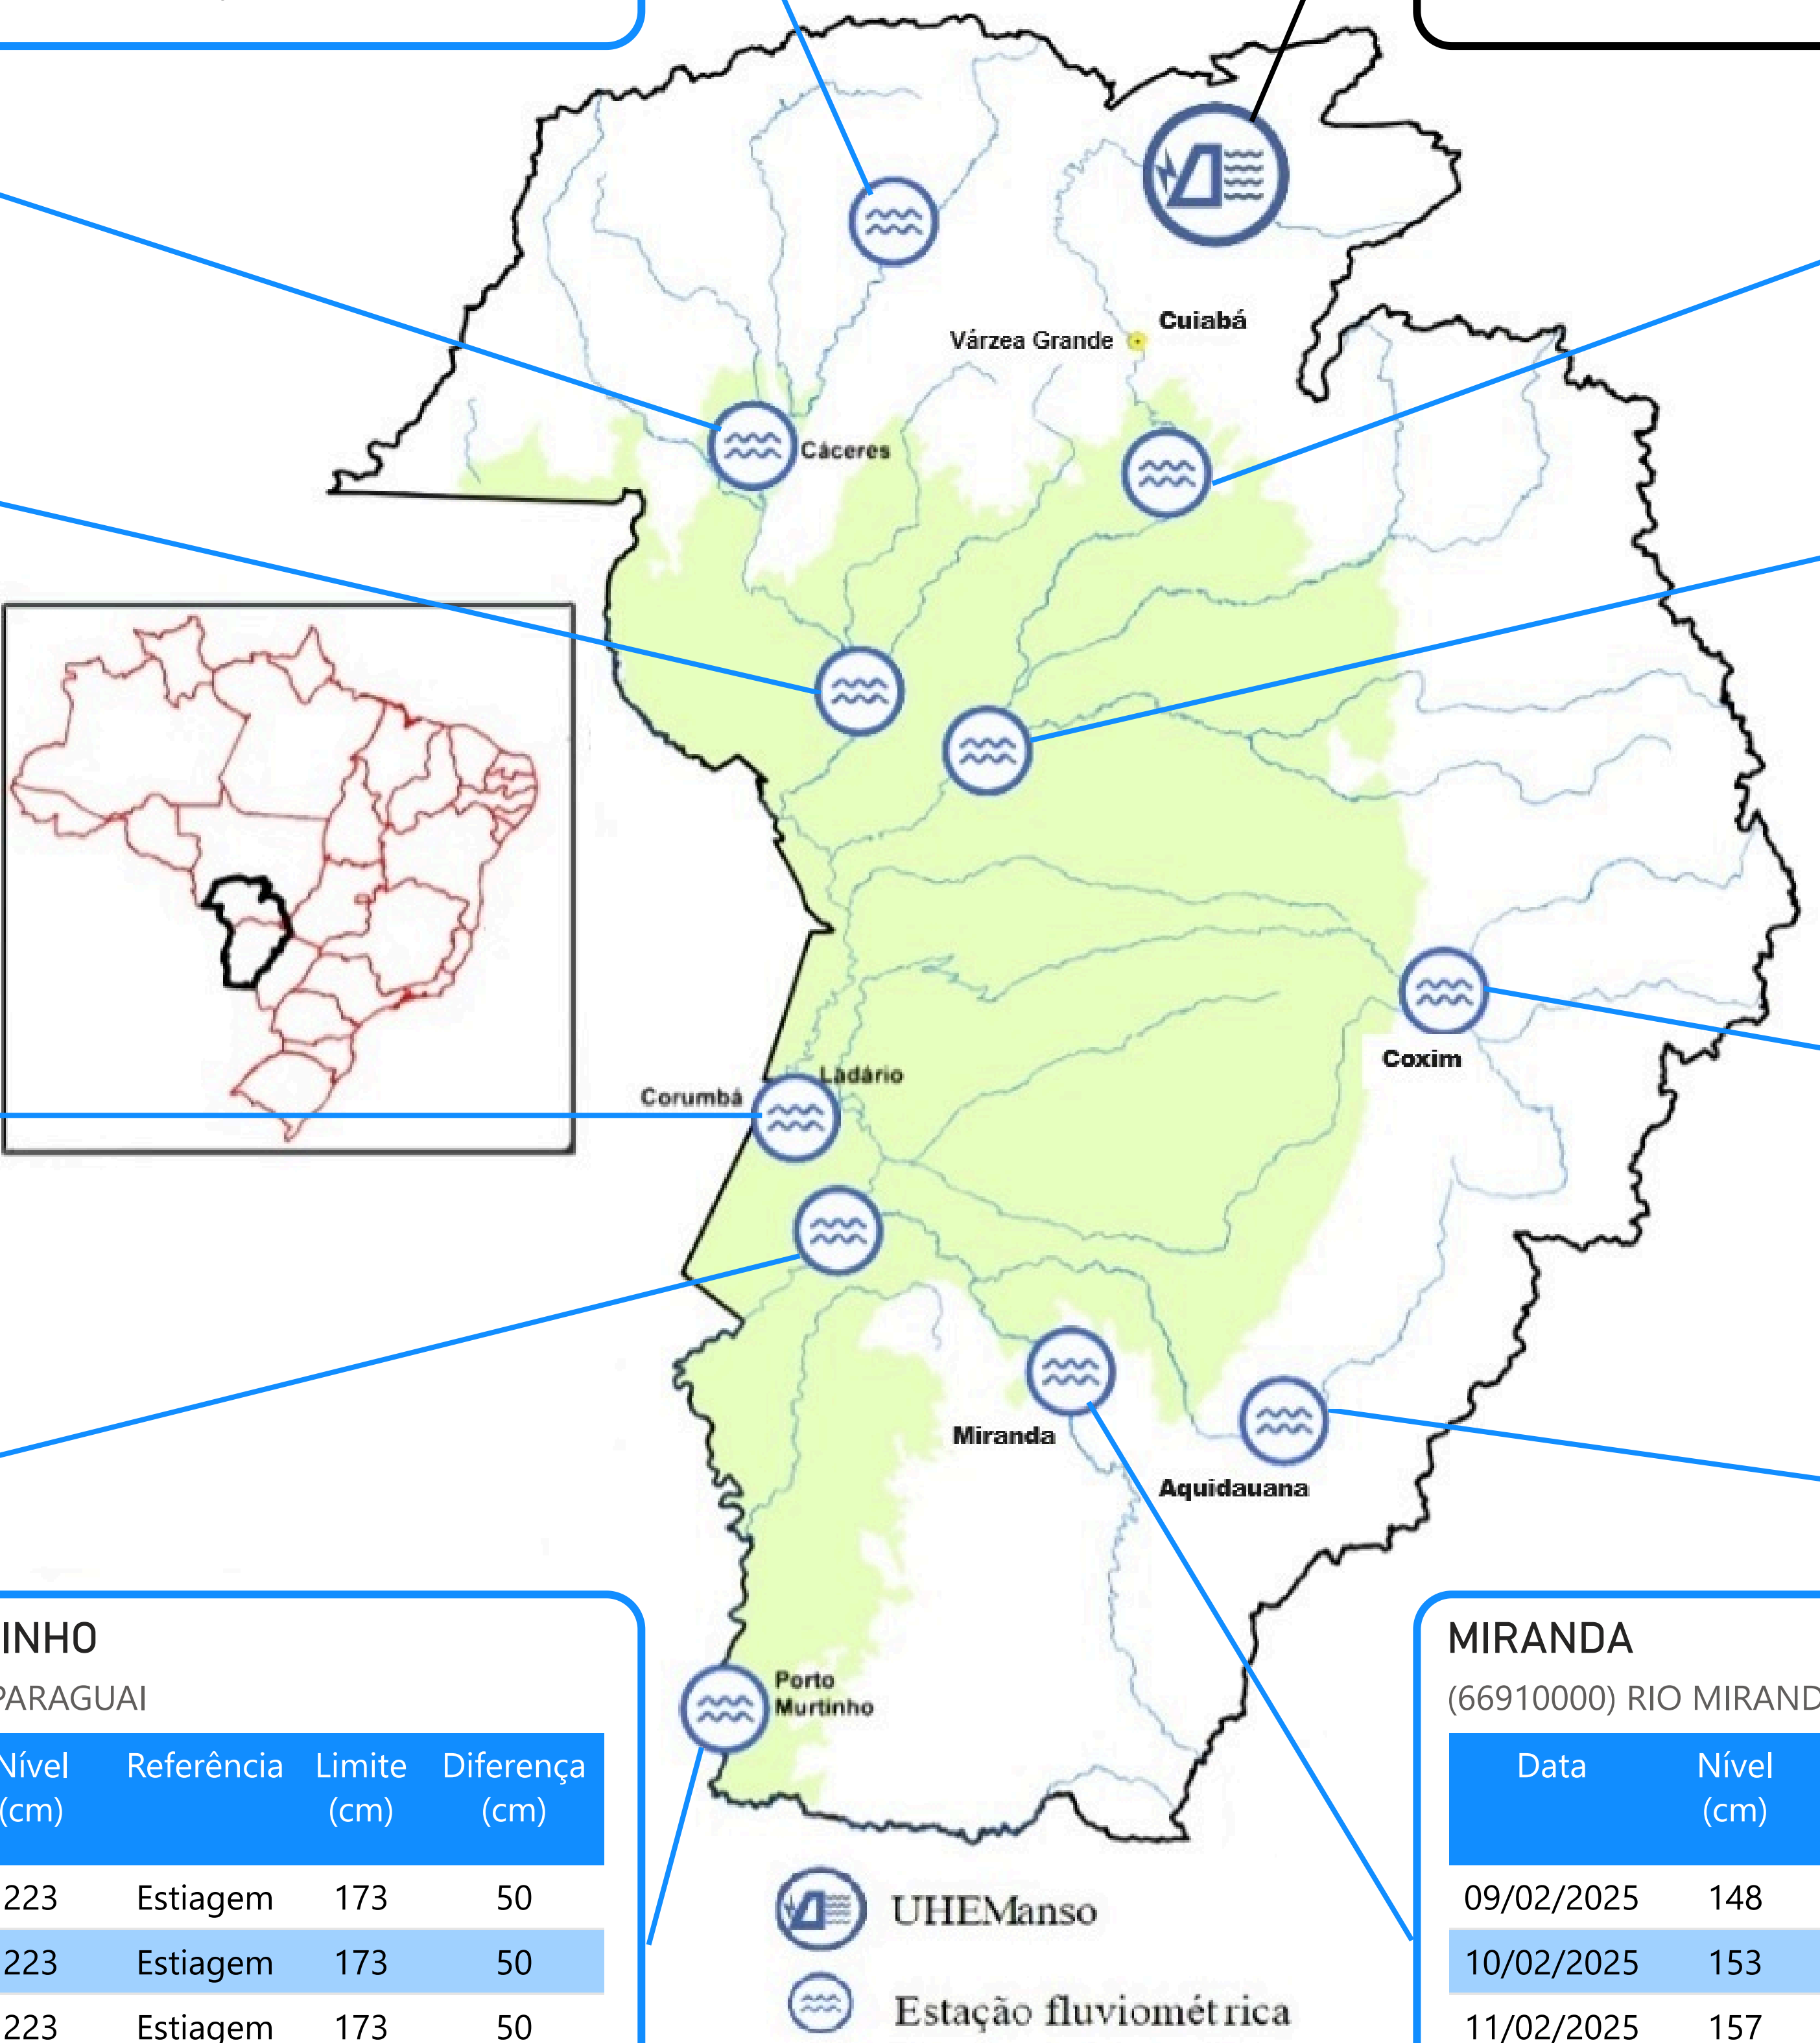 Cuiabá
Várzea Grande
Cáceres
Coxim
Ladário
Corumbá
Miranda
Aquidauana
Porto
Murtinho
INHO
PARAGUAI
Nível Referência Limite Diferença
(cm) (cm) (cm)
223 Estiagem 173 50
223 Estiagem 173 50
223 Estiagem 173 50
UHEManso
Estação fluviométrica
MIRANDA
(66910000) RIO MIRAND
Data Nível
(cm)
09/02/2025 148
10/02/2025 153
11/02/2025 157